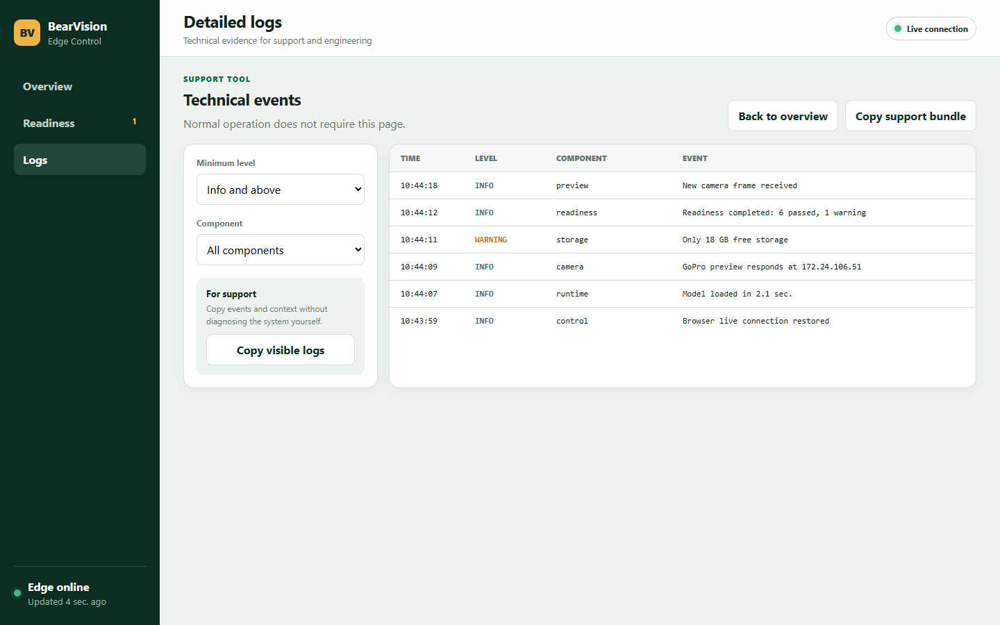 BV
BearVision
Edge Control
Overview
Readiness 1
Logs
Edge online
Updated 4 sec. ago
Detailed logs
Technical evidence for support and engineering
Live connection
SUPPORT TOOL
Technical events
Normal operation does not require this page.
Back to overview
Copy support bundle
Minimum level
Info and above
Component
All components
For support
Copy events and context without
diagnosing the system yourself.
Copy visible logs
TIME LEVEL COMPONENT EVENT
10:44:18 INFO preview New camera frame received
10:44:12 INFO readiness Readiness completed: 6 passed, 1 warning
10:44:11 WARNING storage Only 18 GB free storage
10:44:09 INFO camera GoPro preview responds at 172.24.106.51
10:44:07 INFO runtime Model loaded in 2.1 sec.
10:43:59 INFO control Browser live connection restored